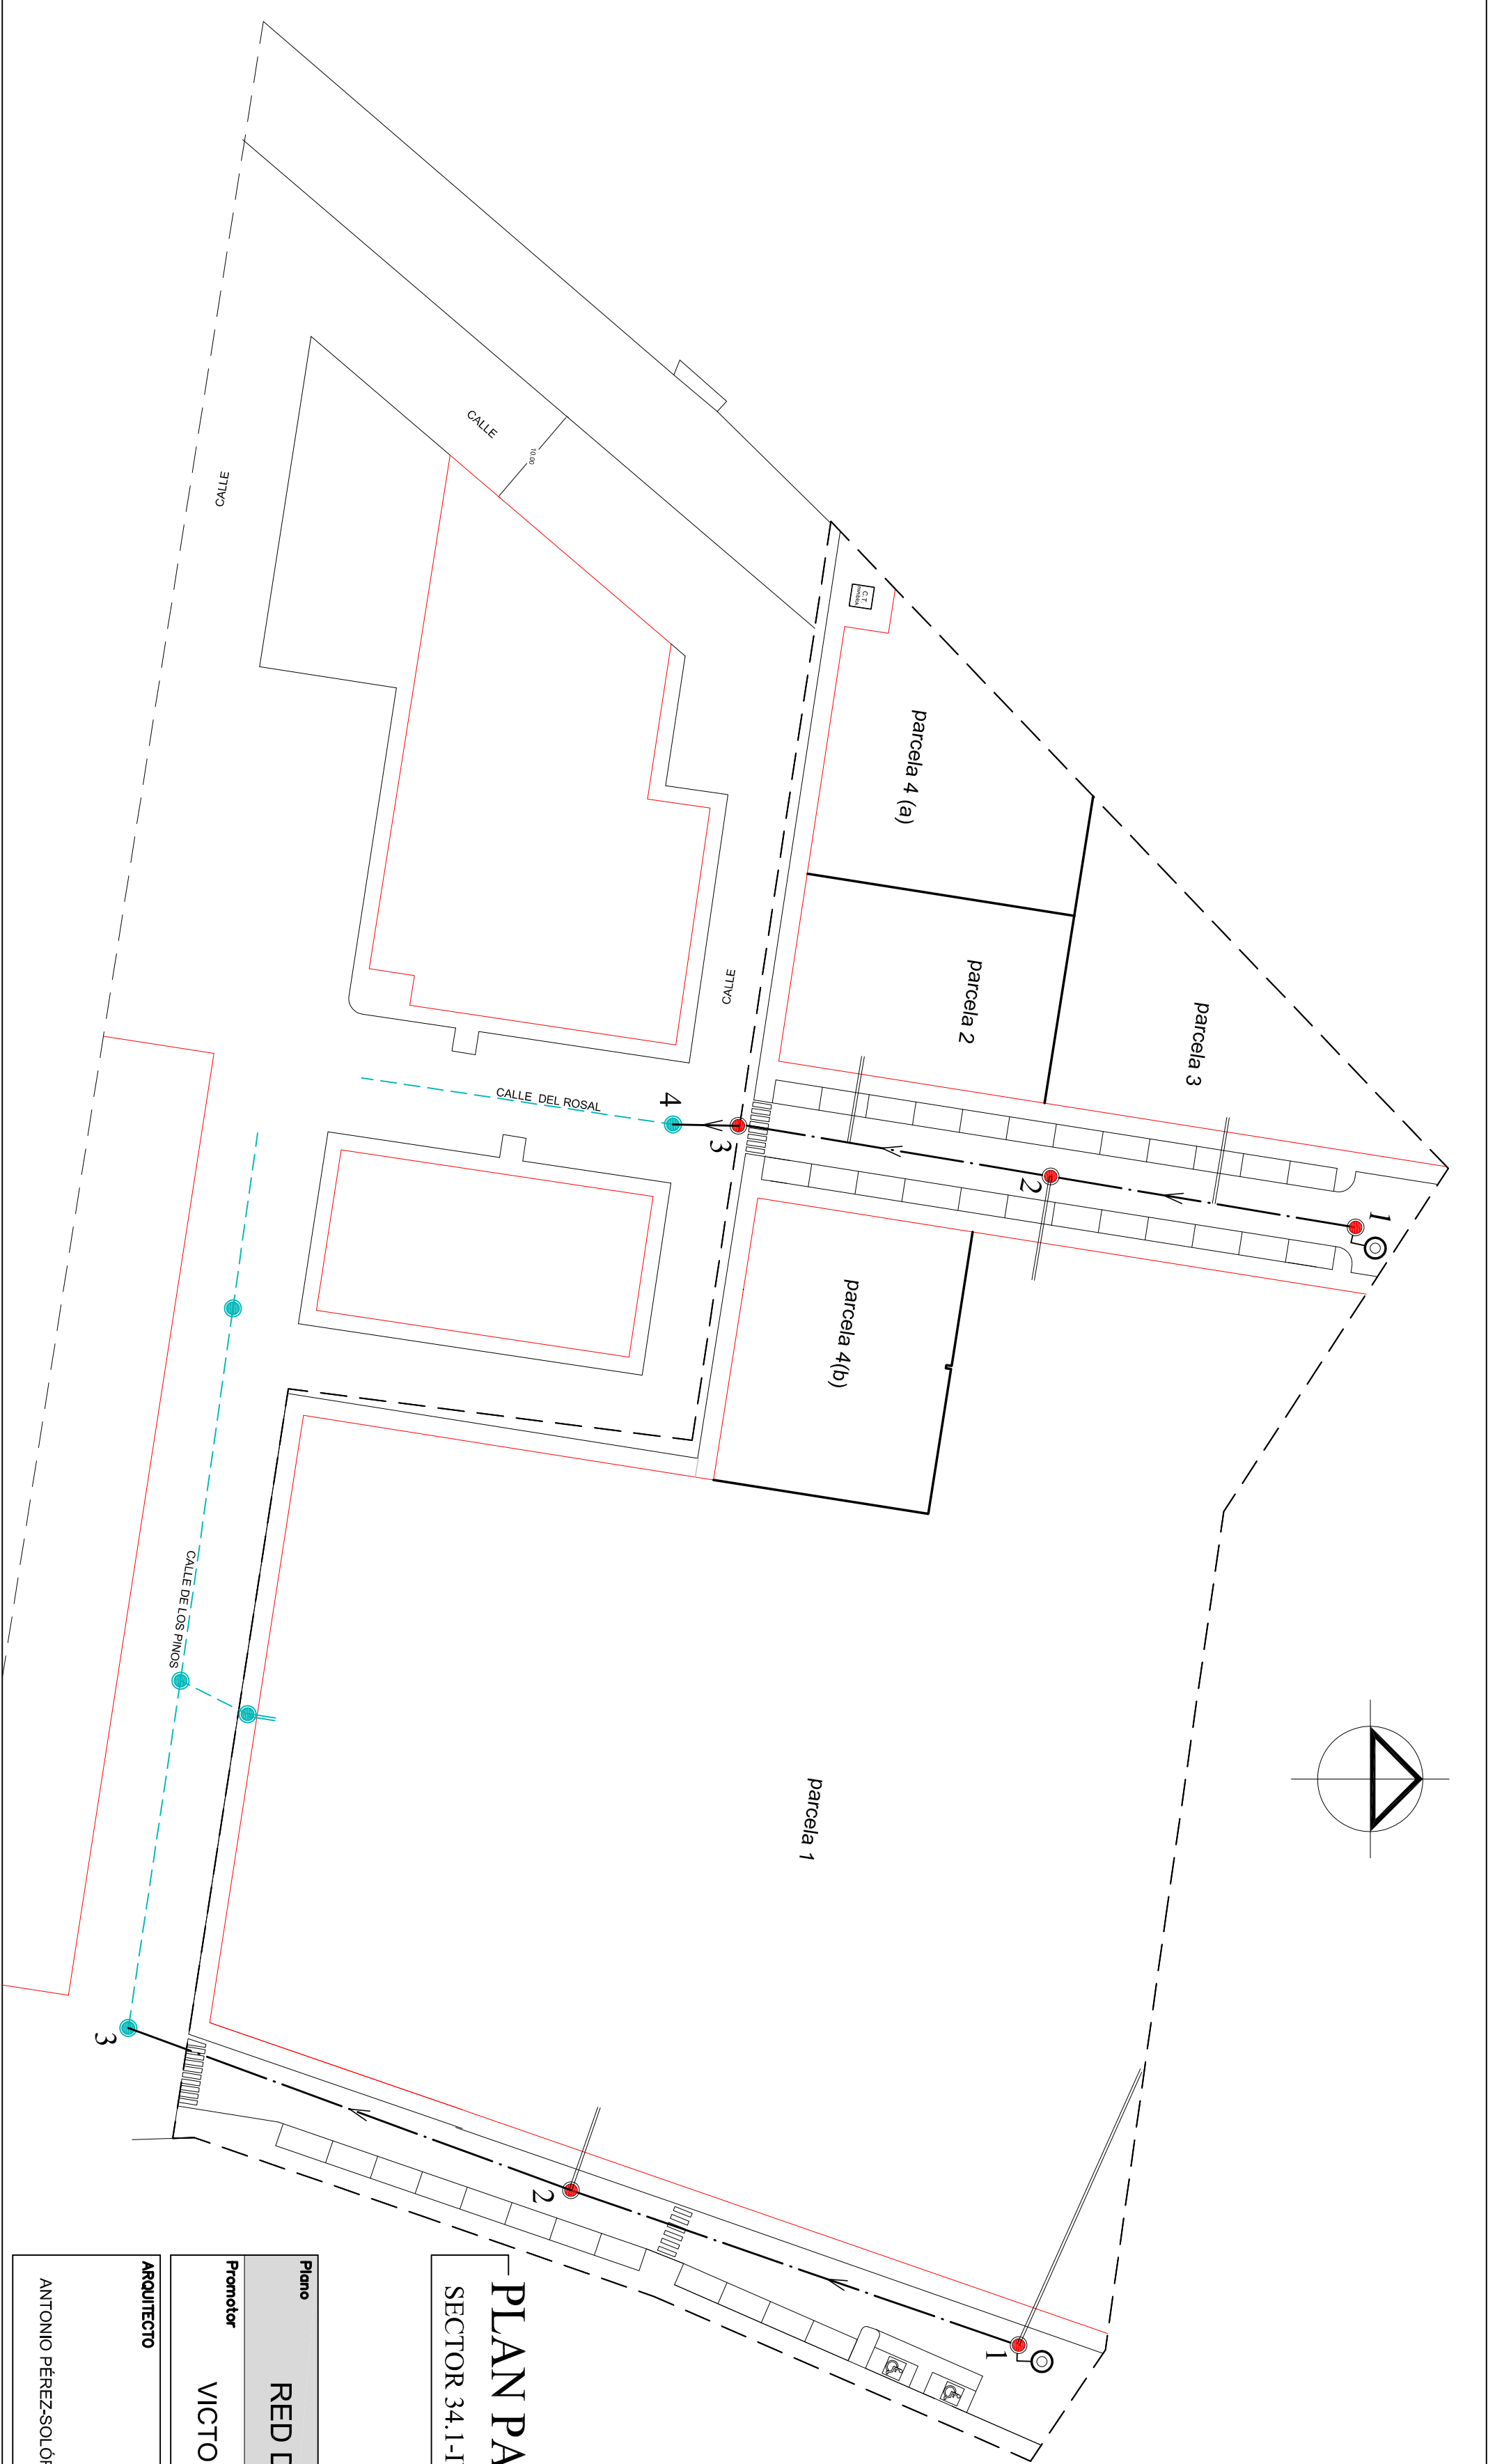 parcela 3
parcela 4 (a)
parcela 2
parcela 4(b)
parcela 1
C.T.
CALLE
10.00
CALLE
CALLE
CALLE DEL ROSAL
CALLE DE LOS PINOS
1
2
3
4
1
2
3
PLAN PA
SECTOR 34.1-I
Plano
RED D
Promotor
VICTO
ARQUITECTO
ANTONIO PÉREZ-SOLÓR